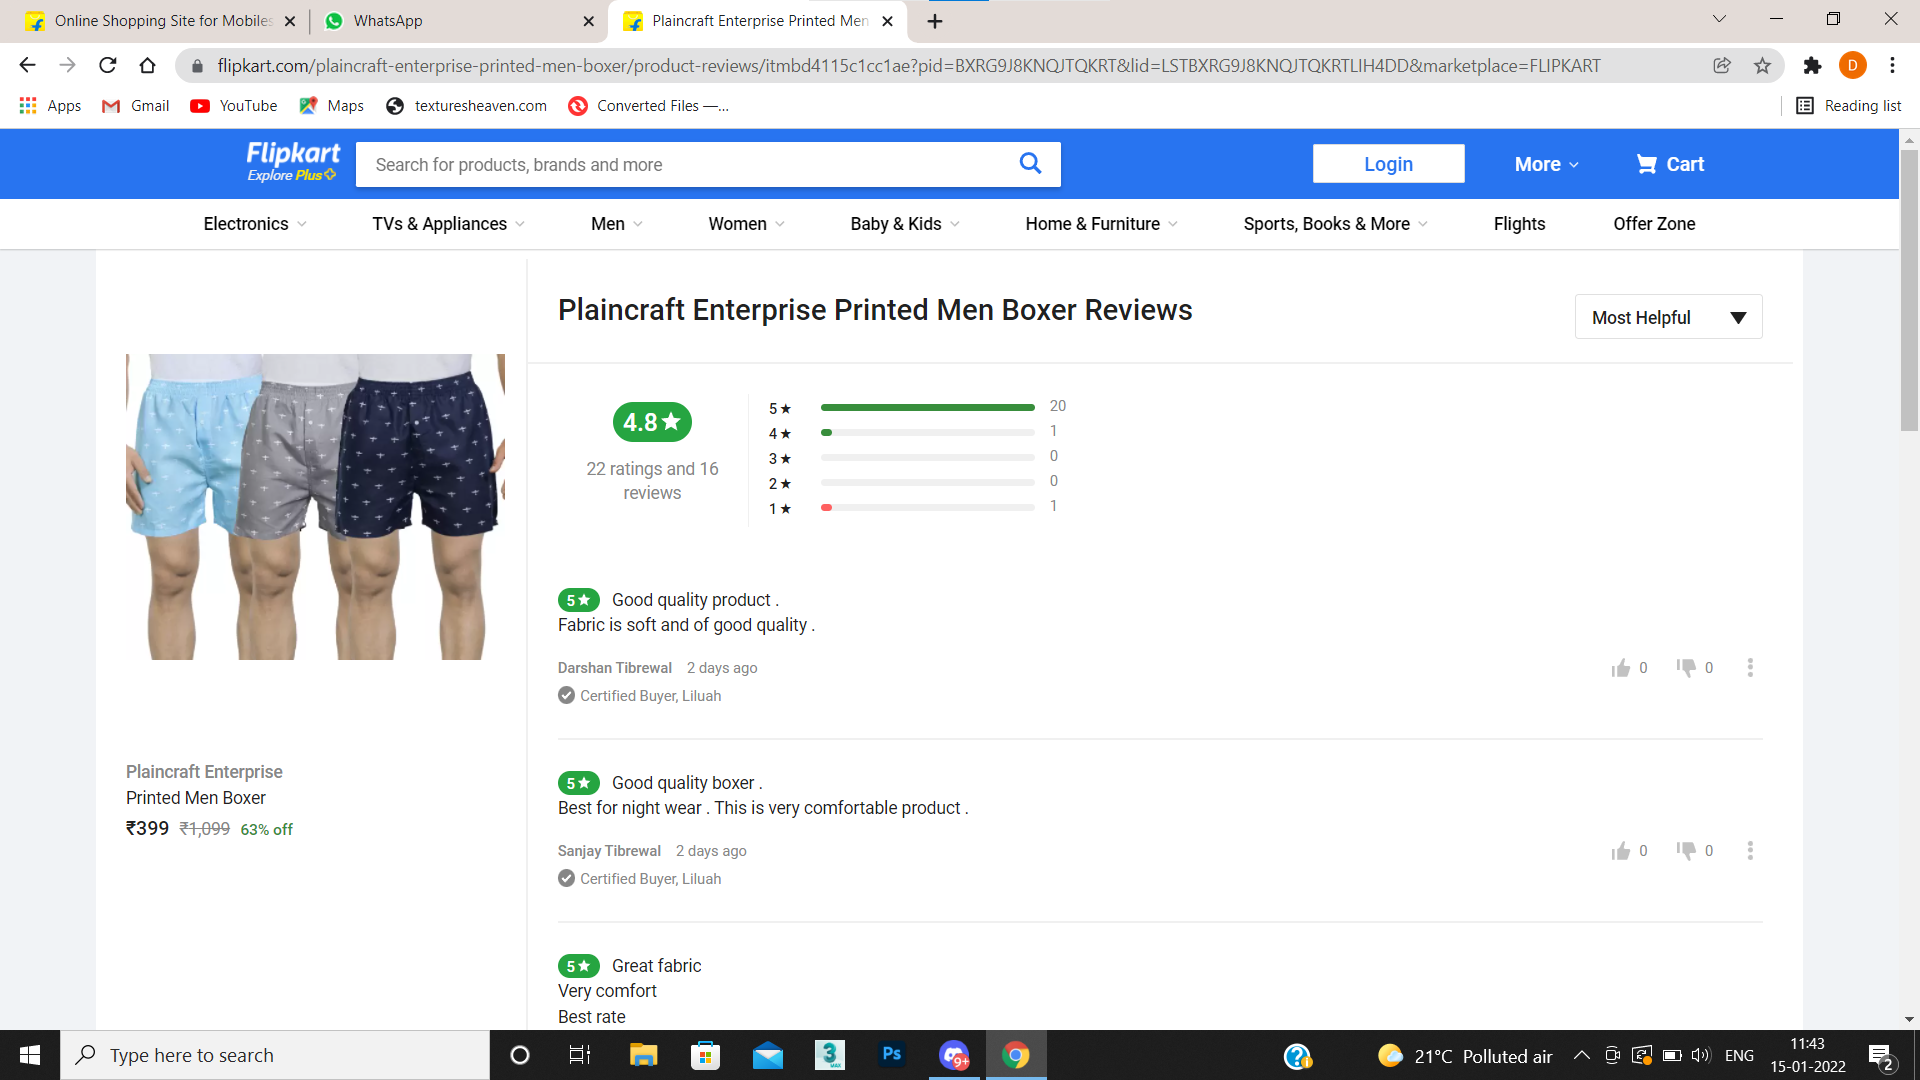 Online Shopping Site for Mobiles
WhatsApp
Plaincraft Enterprise Printed Men
flipkart.com/plaincraft-enterprise-printed-men-boxer/product-reviews/itmbd4115c1cc1ae?pid=BXRG9J8KNQJTQKRT&lid=LSTBXRG9J8KNQJTQKRTLIH4DD&marketplace=FLIPKART
D
Apps
Gmail
YouTube
Maps
texturesheaven.com
Converted Files —...
Reading list
Flipkart
Explore Plus
Search for products, brands and more
Login
More
Cart
Electronics
TVs & Appliances
Men
Women
Baby & Kids
Home & Furniture
Sports, Books & More
Flights
Offer Zone
Plaincraft Enterprise Printed Men Boxer Reviews
Most Helpful
4.8★
22 ratings and 16
reviews
5★ 20
4★ 1
3★ 0
2★ 0
1★ 1
5★ Good quality product .
Fabric is soft and of good quality .
Darshan Tibrewal 2 days ago
0 0
Certified Buyer, Liluah
Plaincraft Enterprise
Printed Men Boxer
₹399 ₹1,099 63% off
5★ Good quality boxer .
Best for night wear . This is very comfortable product .
Sanjay Tibrewal 2 days ago
0 0
Certified Buyer, Liluah
5★ Great fabric
Very comfort
Best rate
Type here to search
3
MAX
Ps
9+
21°C Polluted air
ENG
11:43
15-01-2022
2